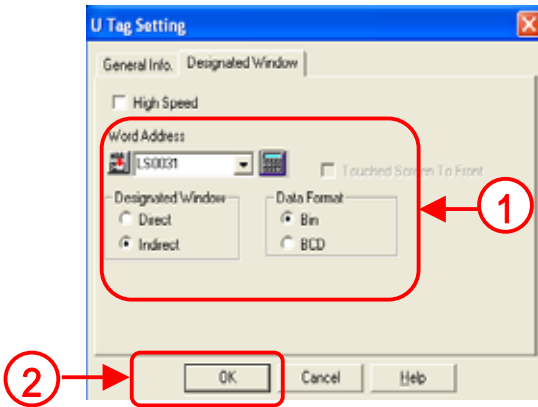 U Tag Setting
General Info. Designated Window
High Speed
Word Address
LS0031
Touched Screen To Front
Designated Window Data Format
Direct Bin
Indirect BCD
1
2
OK Cancel Help